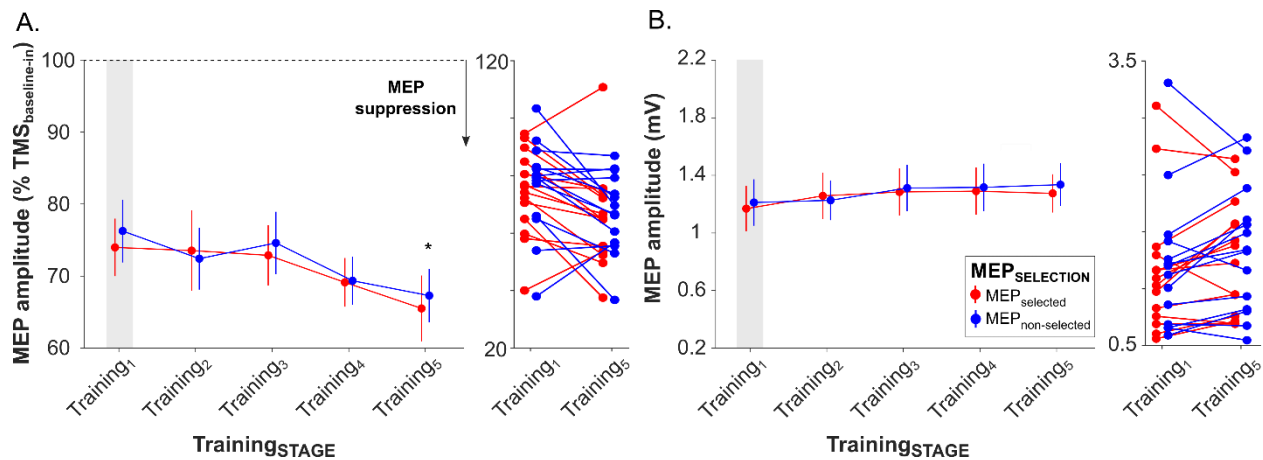 A.
MEP amplitude (% TMSbaseline-in)
100
90
80
70
60
MEP
suppression
Training1
Training2
Training3
Training4
Training5
TrainingSTAGE
*
120
20
Training1
Training5
B.
MEP amplitude (mV)
2.2
1.8
1.4
1
0.6
0.2
Training1
Training2
Training3
Training4
Training5
TrainingSTAGE
MEPSELECTION
MEPselected
MEPnon-selected
3.5
0.5
Training1
Training5